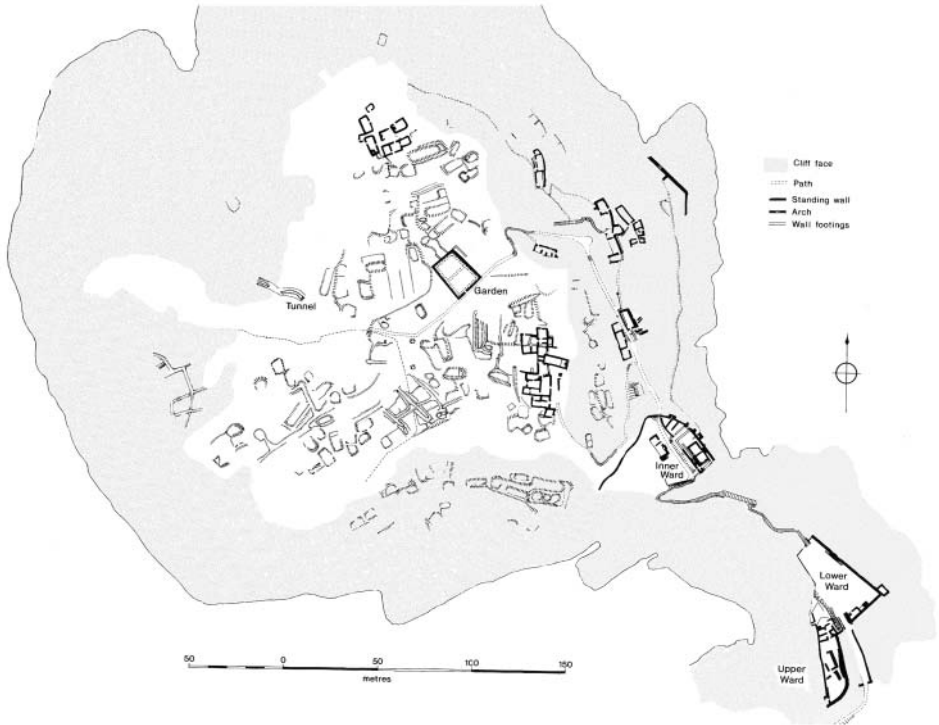 Cliff face
Path
Standing wall
Arch
Wall footings
Tunnel
Garden
Inner
Ward
Lower
Ward
Upper
Ward
50 0 50 100 150
metres